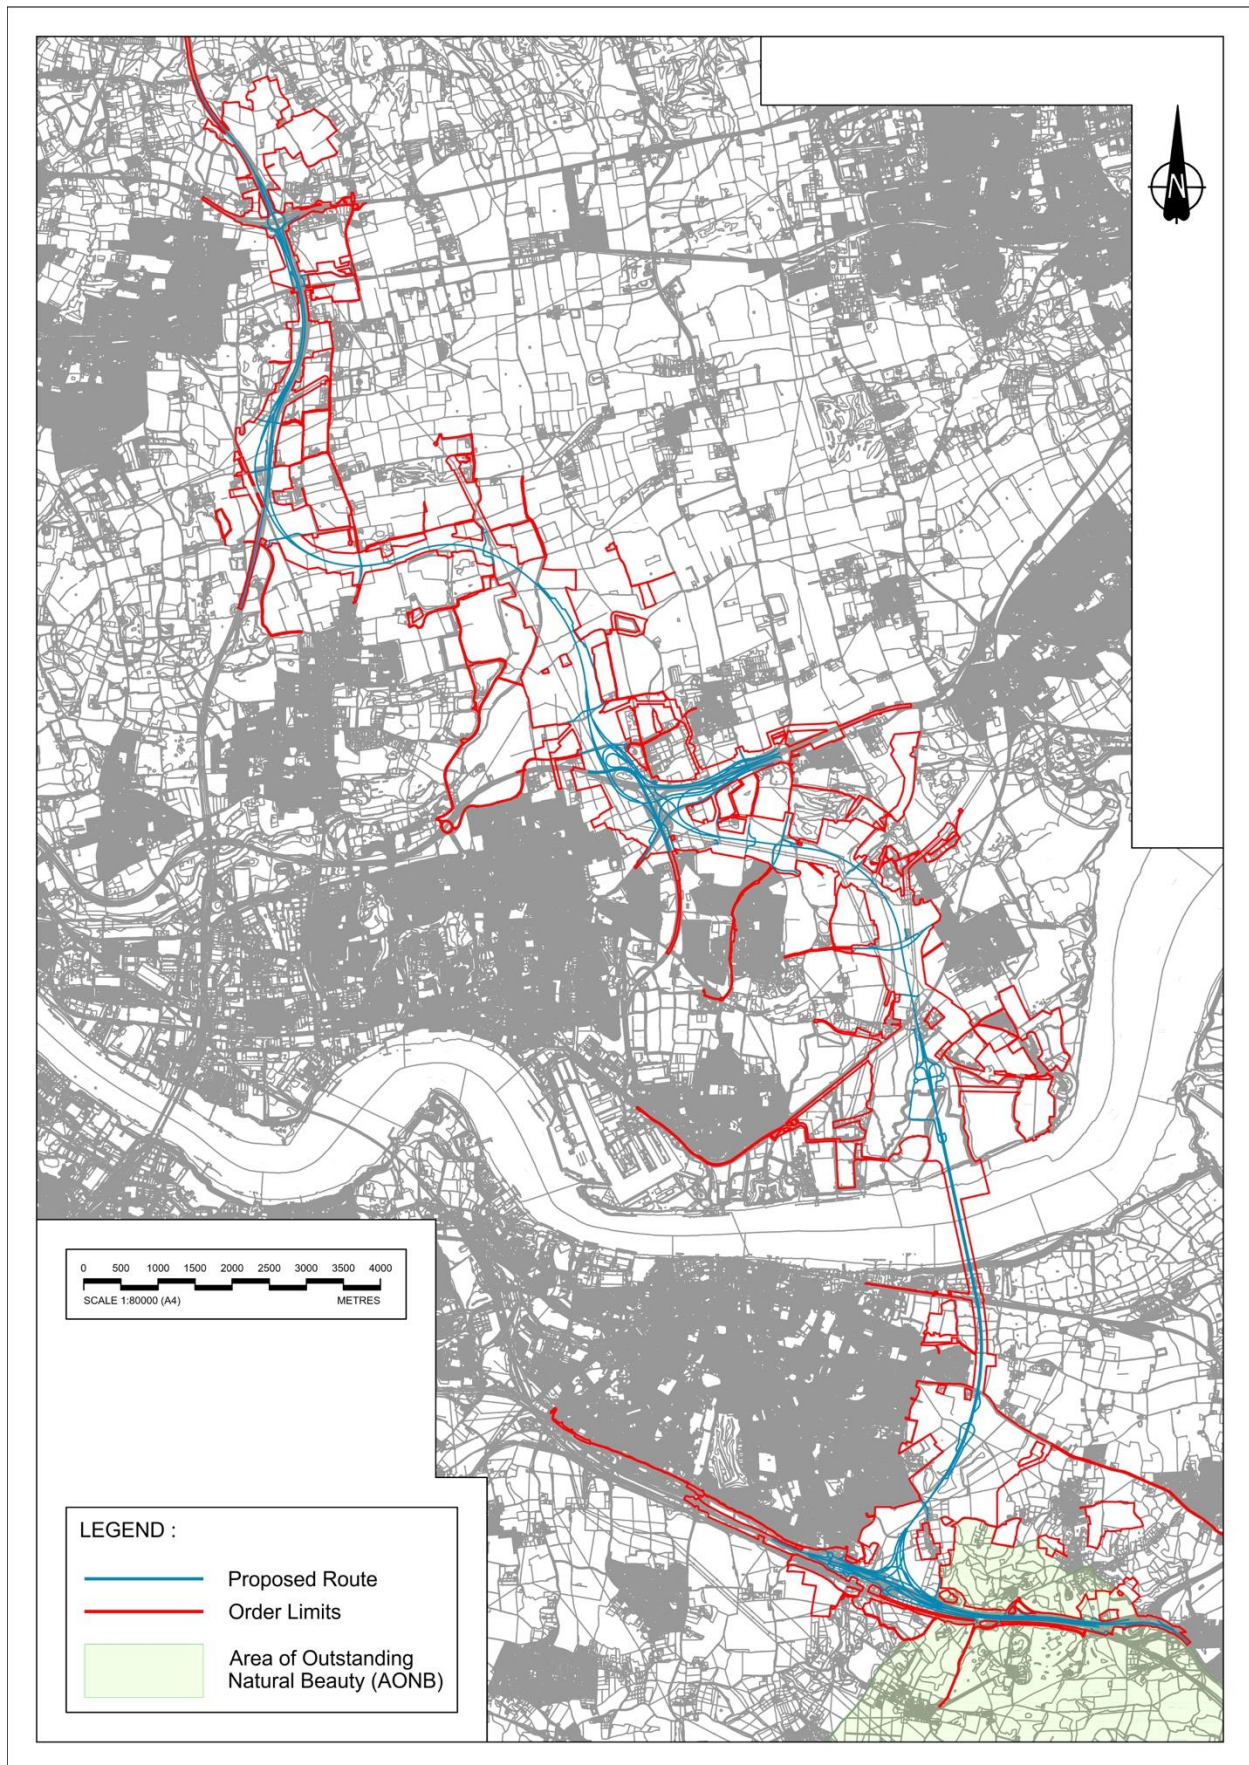 N
0 500 1000 1500 2000 2500 3000 3500 4000
SCALE 1:80000 (A4) METRES
LEGEND :
Proposed Route
Order Limits
Area of Outstanding
Natural Beauty (AONB)